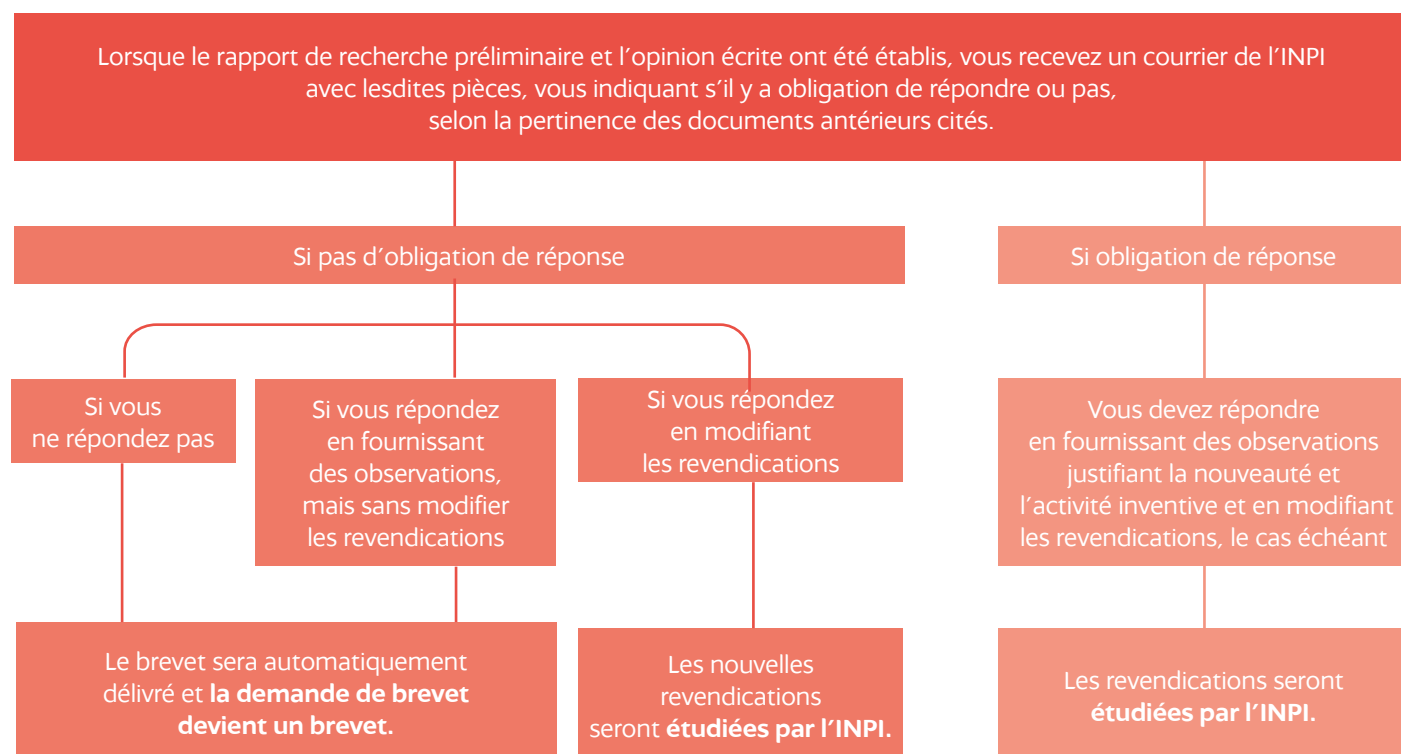 Lorsque le rapport de recherche préliminaire et l'opinion écrite ont été établis, vous recevez un courrier de l'INPI
avec lesdites pièces, vous indiquant s'il y a obligation de répondre ou pas,
selon la pertinence des documents antérieurs cités.
Si pas d'obligation de réponse
Si obligation de réponse
Si vous
ne répondez pas
Si vous répondez
en fournissant
des observations,
mais sans modifier
les revendications
Si vous répondez
en modifiant
les revendications
Vous devez répondre
en fournissant des observations
justifiant la nouveauté et
l'activité inventive et en modifiant
les revendications, le cas échéant
Le brevet sera automatiquement
délivré et la demande de brevet
devient un brevet.
Les nouvelles
revendications
seront étudiées par l'INPI.
Les revendications seront
étudiées par l'INPI.